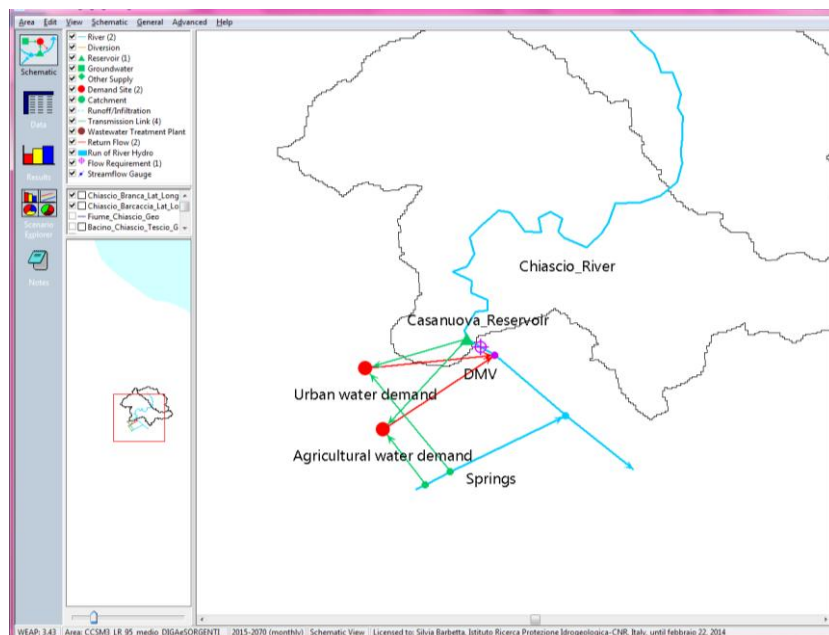 Area Edit View Schematic General Advanced Help
Schematic
Data
Results
Scenario
Explorer
Notes
River (2)
Diversion
Reservoir (1)
Groundwater
Other Supply
Demand Site (2)
Catchment
Runoff/Infiltration
Transmission Link (4)
Wastewater Treatment Plant
Return Flow (2)
Run of River Hydro
Flow Requirement (1)
Streamflow Gauge
Chiascio_Branca_Lat_Long
Chiascio_Barcaccia_Lat_Lo
Fiume_Chiascio_Geo
Bacino_Chiascio_Tescio_G
Chiascio_River
Casanuova_Reservoir
DMV
Urban water demand
Agricultural water demand
Springs
WEAP: 3.43 Area: CCSM3_LR_95_medio_DIGAeSORGENTI 2015-2070 (monthly) Schematic View Licensed to: Silvia Barbetta, Istituto Ricerca Protezione Idrogeologica-CNR, Italy, until febbraio 22, 2014